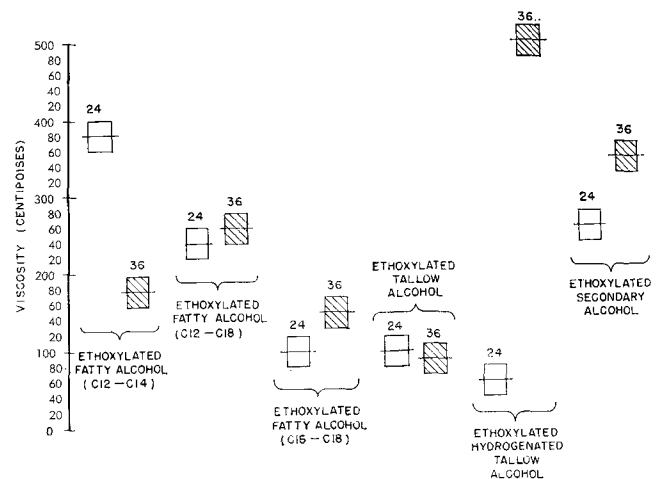 VISCOSITY (CENTIPOISES)
500
80
60
40
20
400
80
60
40
20
300
80
60
40
20
200
80
60
40
20
100
80
60
40
20
0
24
36
ETHOXYLATED
FATTY ALCOHOL
(C12-C14)
24
36
ETHOXYLATED
FATTY ALCOHOL
(C12-C18)
24
36
ETHOXYLATED
FATTY ALCOHOL
(C16-C18)
ETHOXYLATED
TALLOW
ALCOHOL
24
36
24
36..
ETHOXYLATED
HYDROGENATED
TALLOW
ALCOHOL
24
36
ETHOXYLATED
SECONDARY
ALCOHOL